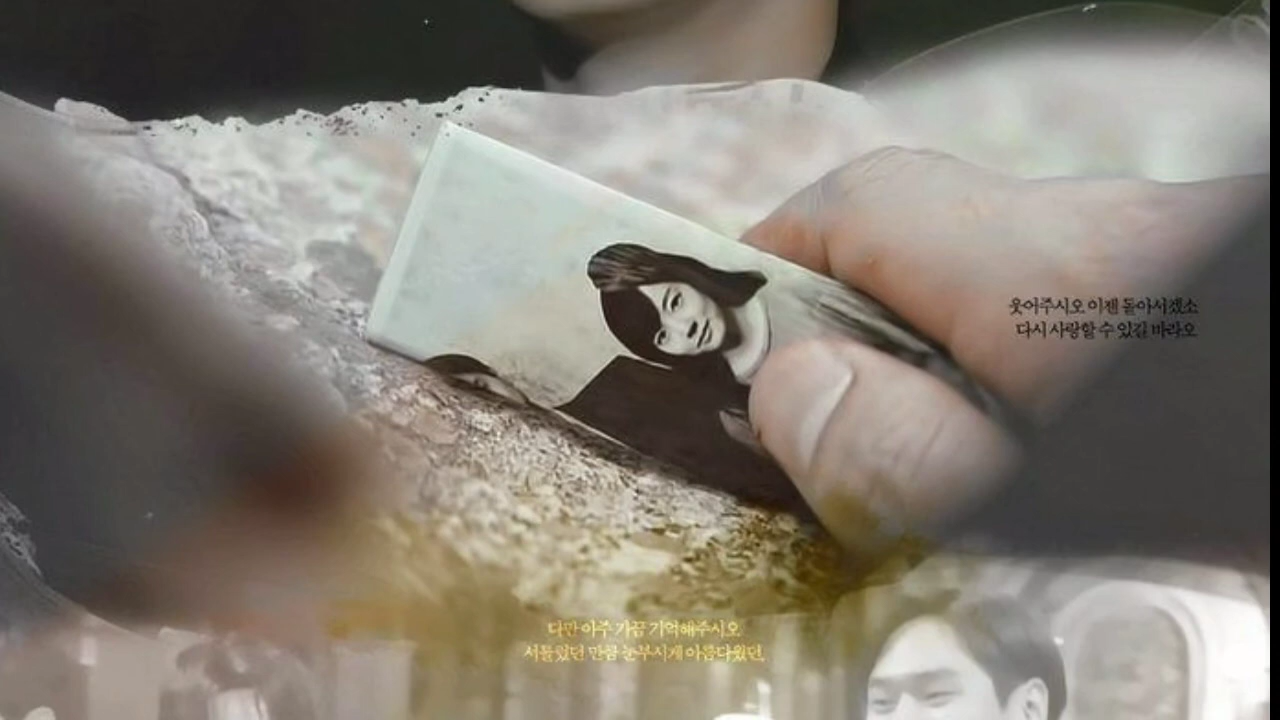 웃어주시오 이젠 돌아서겠소
다시 사랑할 수 있길 바라오
다만 아주 가끔 기억해주시오
서툴렀던 만큼 눈부시게 아름다웠던,